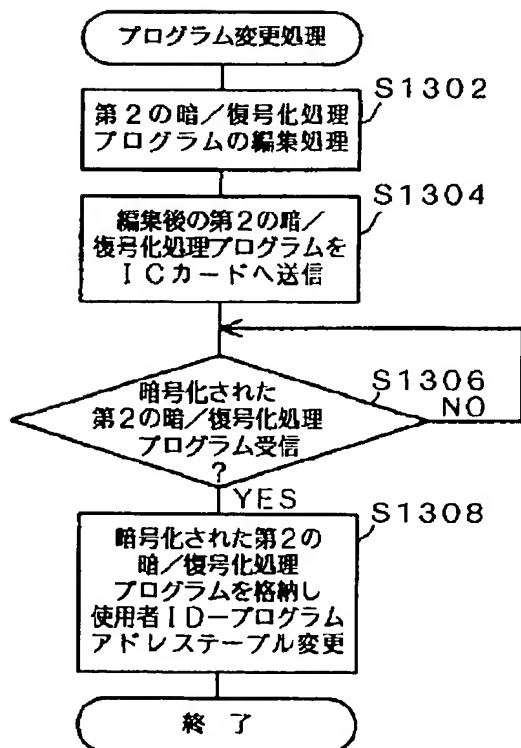 プログラム変更処理
S1302
第2の暗／復号化処理
プログラムの編集処理
S1304
編集後の第2の暗／
復号化処理プログラムを
ICカードへ送信
S1306
暗号化された
第2の暗／復号化処理
プログラム受信
？
NO
YES
S1308
暗号化された第2の
暗／復号化処理
プログラムを格納し
使用者IDープログラム
アドレステーブル変更
終了